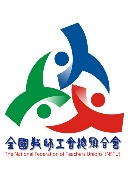 全國教師工會總聯合會
The National Federation of Teachers Unions (NFTU)